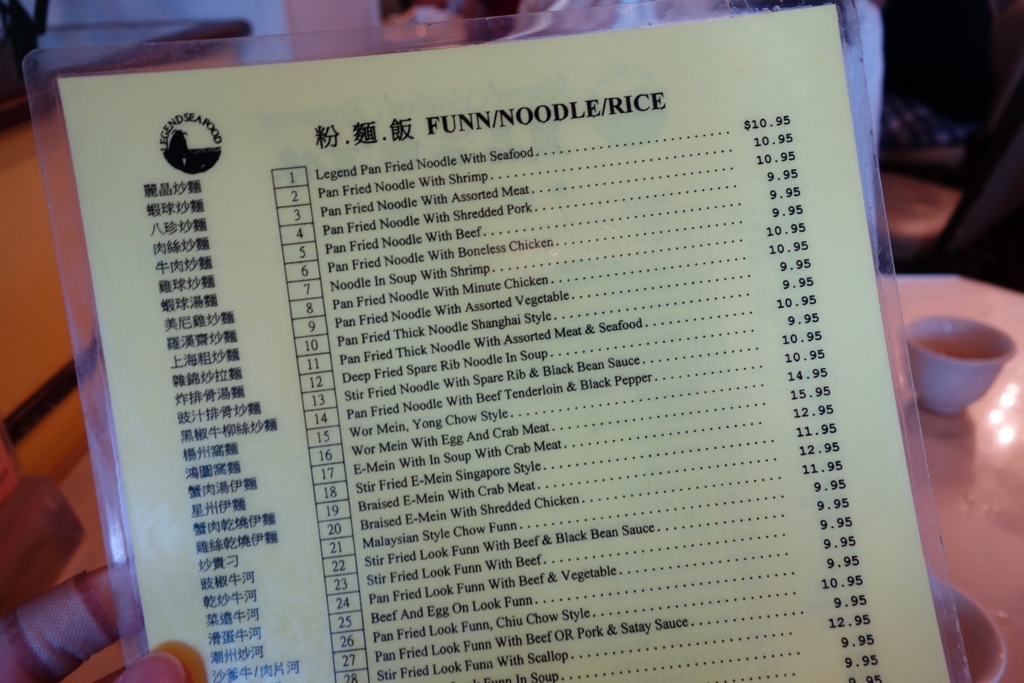 LEGEND SEAFOOD
粉.麵.飯 FUNN/NOODLE/RICE
麗晶炒麵 1 Legend Pan Fried Noodle With Seafood $10.95
蝦球炒麵 2 Pan Fried Noodle With Shrimp 10.95
八珍炒麵 3 Pan Fried Noodle With Assorted Meat 10.95
肉絲炒麵 4 Pan Fried Noodle With Shredded Pork 9.95
牛肉炒麵 5 Pan Fried Noodle With Beef 9.95
雞球炒麵 6 Pan Fried Noodle With Boneless Chicken 9.95
蝦球湯麵 7 Noodle In Soup With Shrimp 10.95
美尼雞炒麵 8 Pan Fried Noodle With Minute Chicken 10.95
羅漢齋炒麵 9 Pan Fried Noodle With Assorted Vegetable 9.95
上海粗炒麵 10 Pan Fried Thick Noodle Shanghai Style 9.95
雜錦炒拉麵 11 Pan Fried Thick Noodle With Assorted Meat & Seafood 10.95
炸排骨湯麵 12 Deep Fried Spare Rib Noodle In Soup 9.95
豉汁排骨炒麵 13 Stir Fried Noodle With Spare Rib & Black Bean Sauce 10.95
黑椒牛柳絲炒麵 14 Pan Fried Noodle With Beef Tenderloin & Black Pepper 10.95
楊州窩麵 15 Wor Mein, Yong Chow Style 14.95
鴻圖窩麵 16 Wor Mein With Egg And Crab Meat 15.95
蟹肉湯伊麵 17 E-Mein With In Soup With Crab Meat 12.95
星州伊麵 18 Stir Fried E-Mein Singapore Style 11.95
蟹肉乾燒伊麵 19 Braised E-Mein With Crab Meat 12.95
雞絲乾燒伊麵 20 Braised E-Mein With Shredded Chicken 11.95
炒貴刁 21 Malaysian Style Chow Funn 9.95
豉椒牛河 22 Stir Fried Look Funn With Beef & Black Bean Sauce 9.95
乾炒牛河 23 Stir Fried Look Funn With Beef 9.95
菜遠牛河 24 Pan Fried Look Funn With Beef & Vegetable 9.95
滑蛋牛河 25 Beef And Egg On Look Funn 10.95
潮州炒河 26 Pan Fried Look Funn, Chiu Chow Style 9.95
沙爹牛/肉片河 27 Pan Fried Look Funn With Beef OR Pork & Satay Sauce 12.95
28 Stir Fried Look Funn With Scallop 9.95
Funn In Soup 9.95